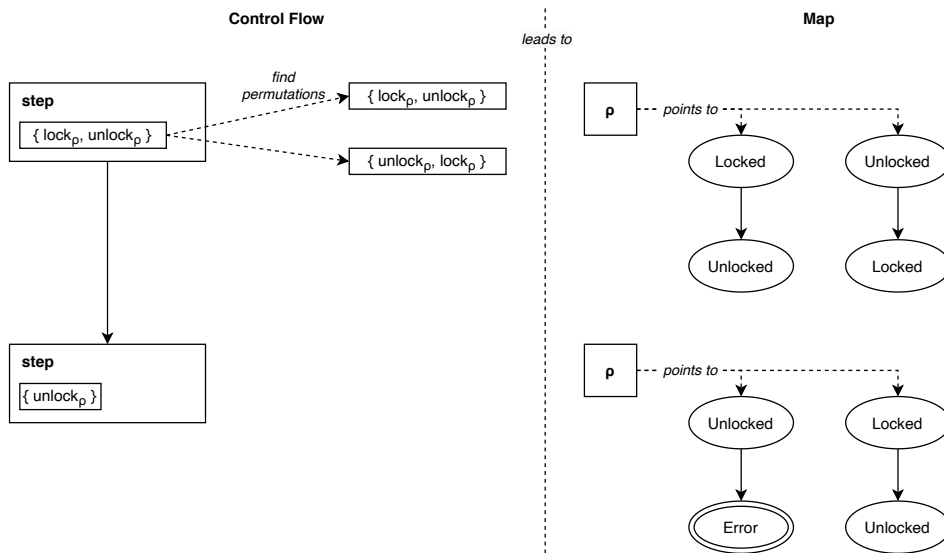 Control Flow
leads to
Map
step
{ lockρ, unlockρ }
find
permutations
{ lockρ, unlockρ }
{ unlockρ, lockρ }
ρ
points to
Locked
Unlocked
Unlocked
Locked
step
{ unlockρ }
ρ
points to
Unlocked
Locked
Error
Unlocked